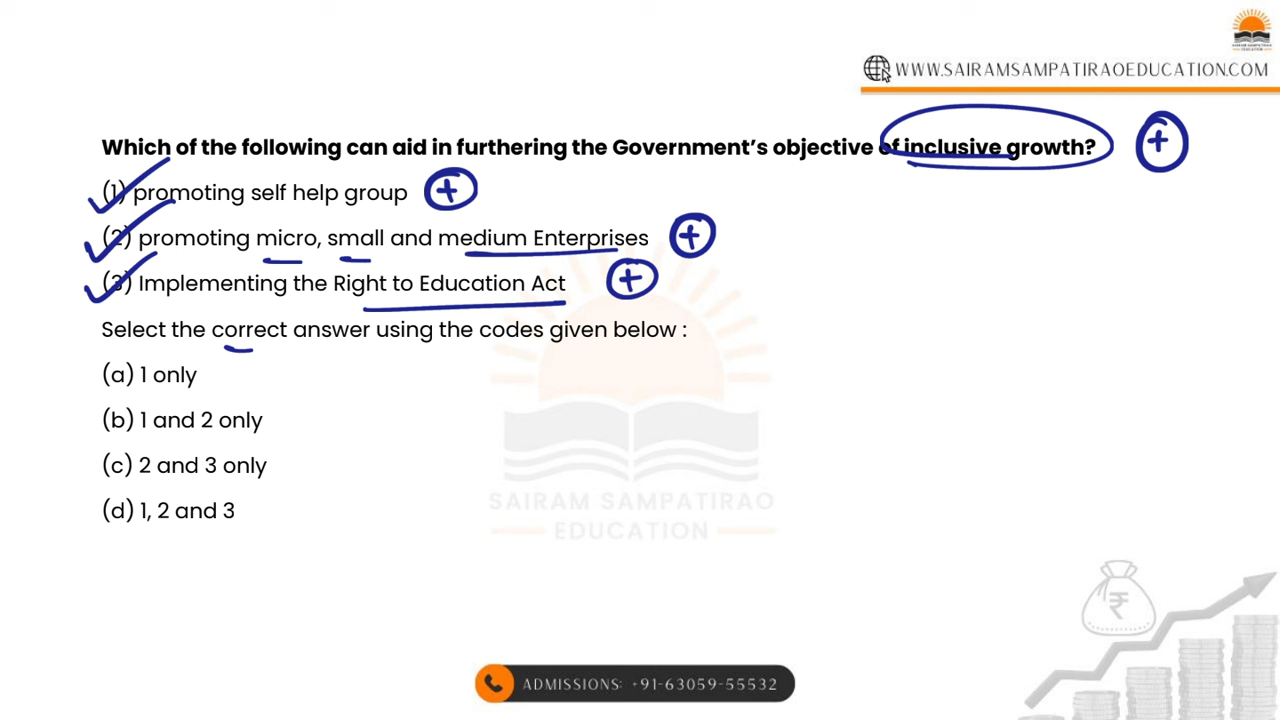 SAIRAM SAMPATIRAO
EDUCATION
WWW.SAIRAMSAMPATIRAOEDUCATION.COM
Which of the following can aid in furthering the Government's objective of inclusive growth?
(1) promoting self help group
(2) promoting micro, small and medium Enterprises
(3) Implementing the Right to Education Act
Select the correct answer using the codes given below :
(a) 1 only
(b) 1 and 2 only
(c) 2 and 3 only
(d) 1, 2 and 3
SAIRAM SAMPATIRAO
EDUCATION
₹
ADMISSIONS: +91-63059-55532